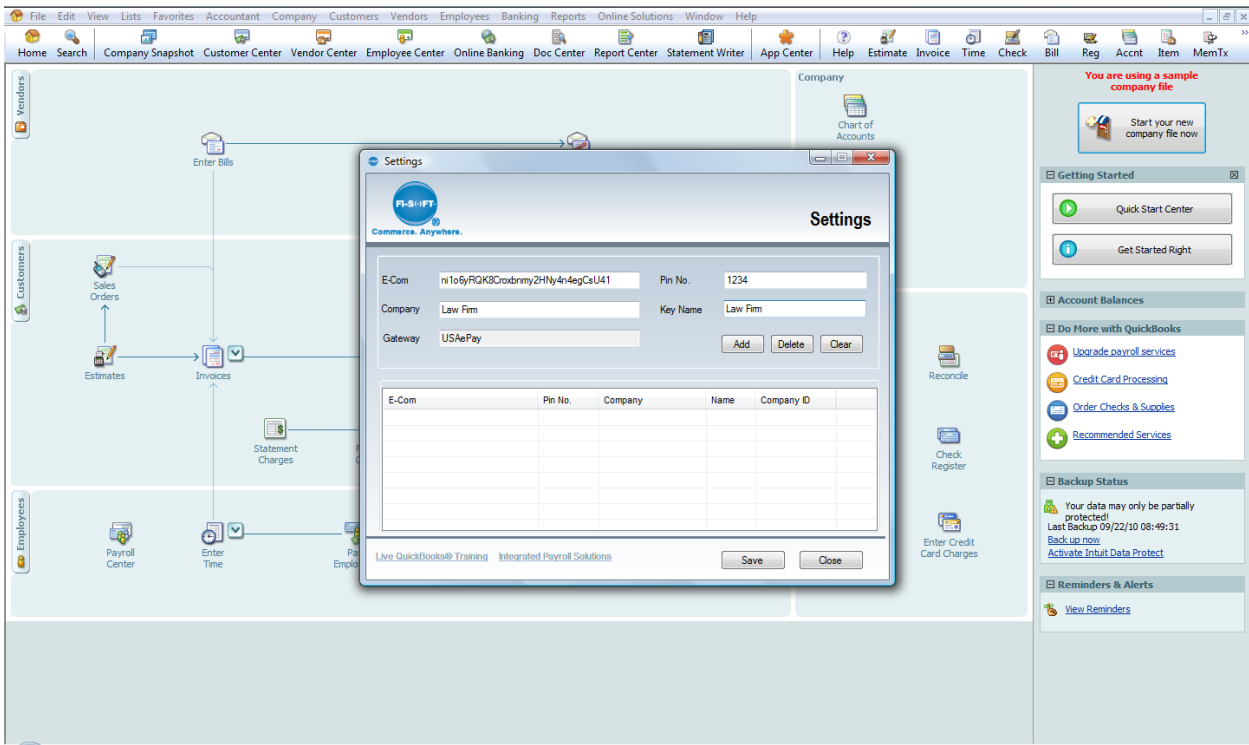 File Edit View Lists Favorites Accountant Company Customers Vendors Employees Banking Reports Online Solutions Window Help
Home Search Company Snapshot Customer Center Vendor Center Employee Center Online Banking Doc Center Report Center Statement Writer App Center Help Estimate Invoice Time Check Bill Reg Accnt Item MemTx
Vendors
Enter Bills
Company
Chart of
Accounts
Customers
Sales
Orders
Estimates
Invoices
Statement
Charges
Reconcile
Check
Register
Employees
Payroll
Center
Enter
Time
Enter Credit
Card Charges
Settings
FI-SOFT
Commerce. Anywhere.
Settings
E-Com ni1o6yRQK8Croxbnmy2HNy4n4egCsU41 Pin No. 1234
Company Law Firm Key Name Law Firm
Gateway USAePay
Add Delete Clear
E-Com Pin No. Company Name Company ID
Live QuickBooks® Training Integrated Payroll Solutions
Save Close
You are using a sample
company file
Start your new
company file now
Getting Started
Quick Start Center
Get Started Right
Account Balances
Do More with QuickBooks
Upgrade payroll services
Credit Card Processing
Order Checks & Supplies
Recommended Services
Backup Status
Your data may only be partially
protected!
Last Backup 09/22/10 08:49:31
Back up now
Activate Intuit Data Protect
Reminders & Alerts
View Reminders